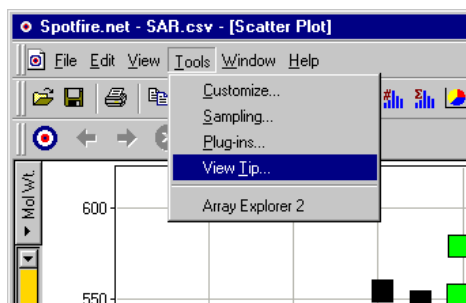 Spotfire.net - SAR.csv - [Scatter Plot]
File Edit View Tools Window Help
Customize...
Sampling...
Plug-ins...
View Tip...
Array Explorer 2
Mol Wt.
600
550